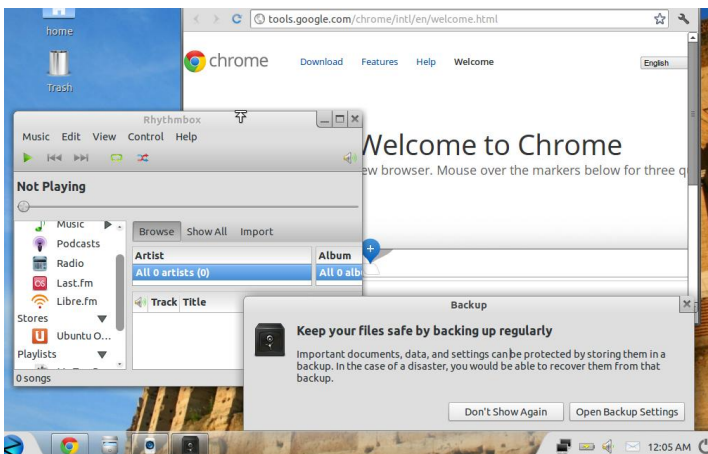 home
Trash
tools.google.com/chrome/intl/en/welcome.html
chrome
Download Features Help Welcome
English
Welcome to Chrome
ew browser. Mouse over the markers below for three q
Rhythmbox
Music Edit View Control Help
Not Playing
Music
Podcasts
Radio
Last.fm
Libre.fm
Stores
Ubuntu O...
Playlists
Browse Show All Import
Artist Album
All 0 artists (0) All 0 alb
Track Title
0 songs
Backup
Keep your files safe by backing up regularly
Important documents, data, and settings can be protected by storing them in a
backup. In the case of a disaster, you would be able to recover them from that
backup.
Don't Show Again Open Backup Settings
12:05 AM